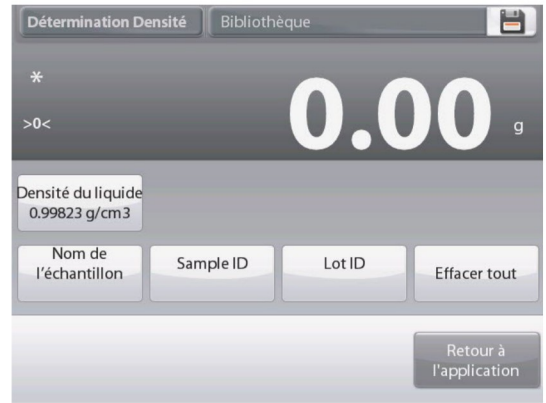 Détermination Densité Bibliothèque
*
>0<
0.00 g
Densité du liquide
0.99823 g/cm3
Nom de
l'échantillon
Sample ID
Lot ID
Effacer tout
Retour à
l'application